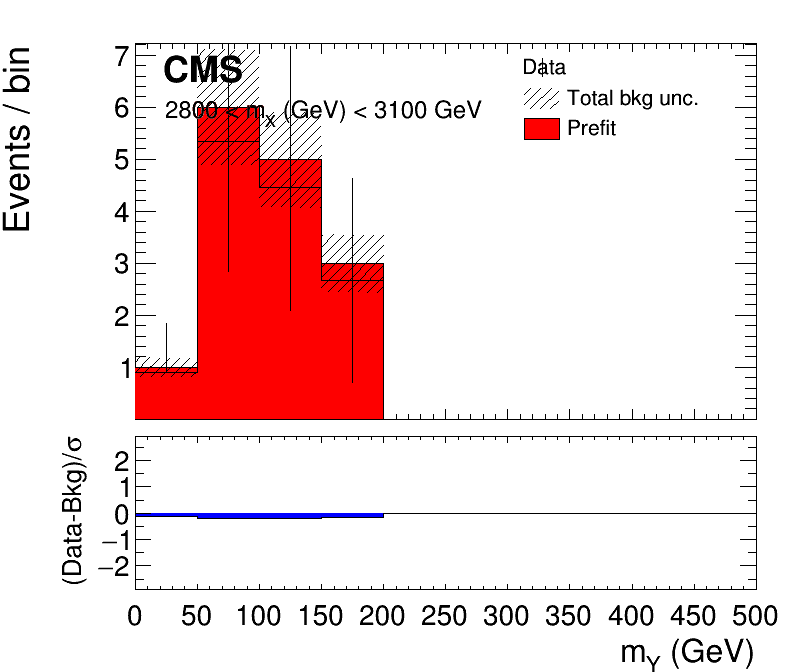 Events / bin
7
6
5
4
3
2
1
CMS
2800 < mX (GeV) < 3100 GeV
Data
Total bkg unc.
Prefit
(Data-Bkg)/σ
2
1
0
−1
−2
0 50 100 150 200 250 300 350 400 450 500
mY (GeV)